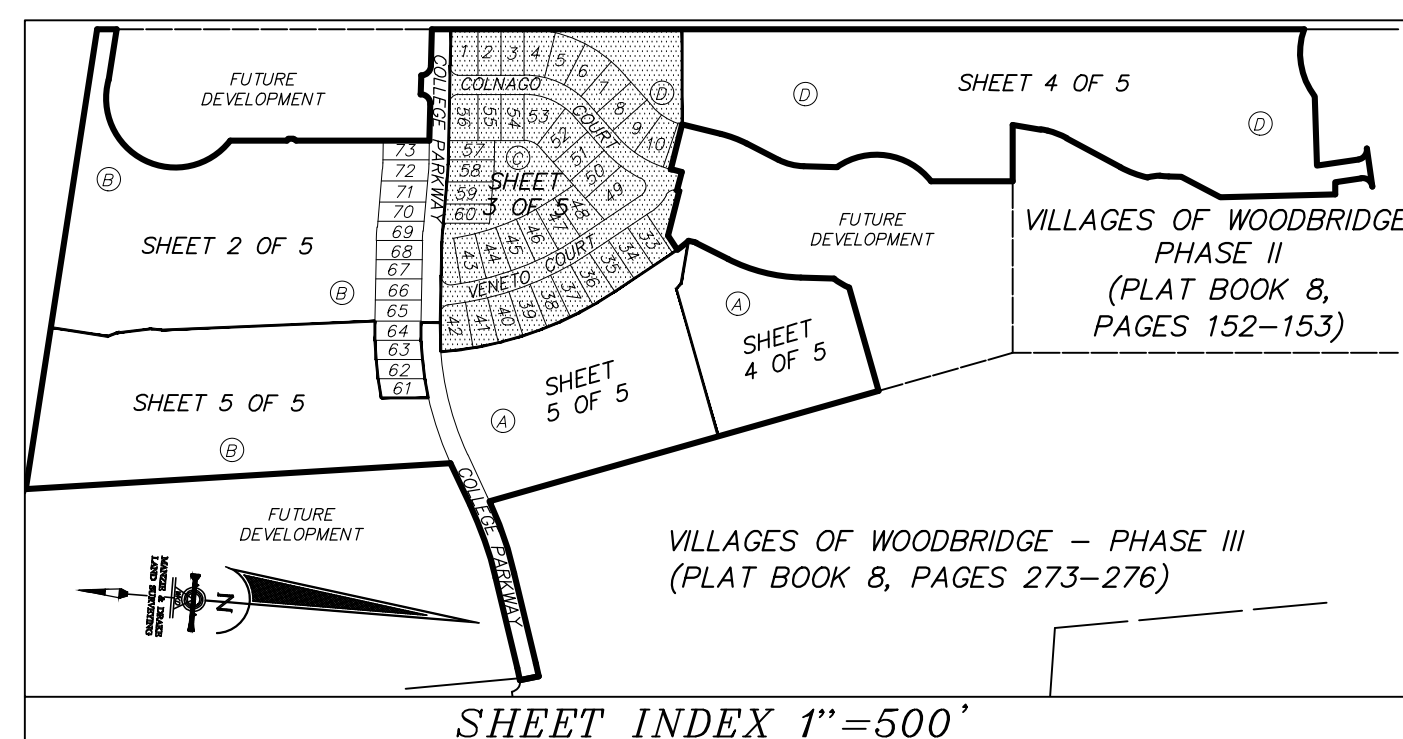 FUTURE
DEVELOPMENT
COLLEGE PARKWAY
1 2 3 4 5 6 7 8 9 10
COLNAGO
COURT
D
D
SHEET 4 OF 5
D
56 55 54 53 52 51 50 49 48 47 46 45 44 43
57
58
59
60
C
SHEET
3 OF 5
73
72
71
70
69
68
67
66
65
64
63
62
61
B
SHEET 2 OF 5
B
VENETO COURT
33 34 35 36 37 38 39 40 41 42
FUTURE
DEVELOPMENT
VILLAGES OF WOODBRIDGE
PHASE II
(PLAT BOOK 8,
PAGES 152–153)
A
SHEET
4 OF 5
SHEET
5 OF 5
A
SHEET 5 OF 5
B
COLLEGE PARKWAY
FUTURE
DEVELOPMENT
MANZIE & DRAKE
LAND SURVEYING
N
VILLAGES OF WOODBRIDGE – PHASE III
(PLAT BOOK 8, PAGES 273–276)
SHEET INDEX 1"=500'